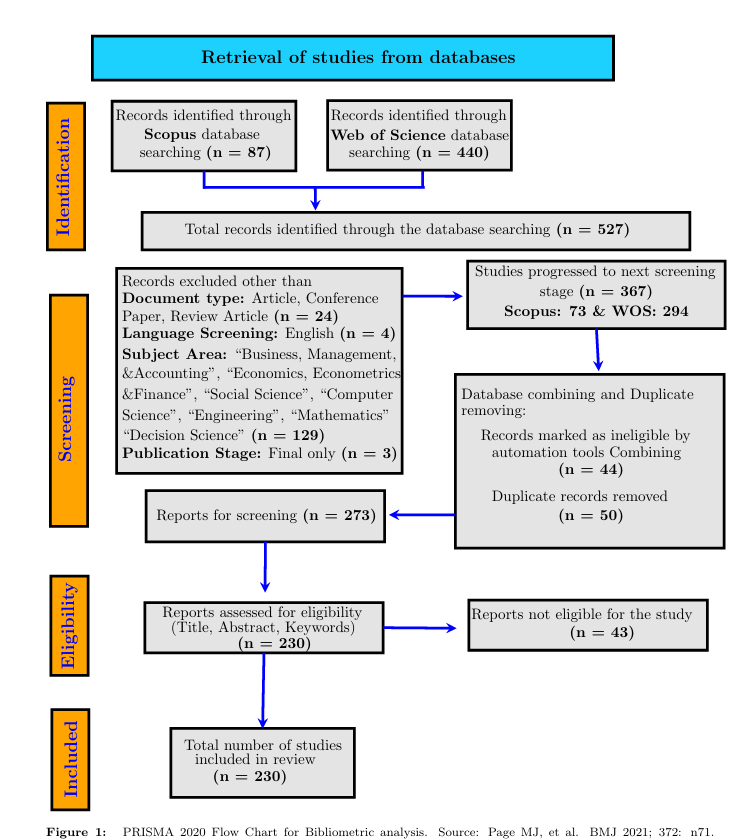 Retrieval of studies from databases
Identification
Records identified through
Scopus database
searching (n = 87)
Records identified through
Web of Science database
searching (n = 440)
Total records identified through the database searching (n = 527)
Screening
Records excluded other than
Document type: Article, Conference
Paper, Review Article (n = 24)
Language Screening: English (n = 4)
Subject Area: “Business, Management,
&Accounting”, “Economics, Econometrics
&Finance”, “Social Science”, “Computer
Science”, “Engineering”, “Mathematics”
“Decision Science” (n = 129)
Publication Stage: Final only (n = 3)
Studies progressed to next screening
stage (n = 367)
Scopus: 73 & WOS: 294
Database combining and Duplicate
removing:
Records marked as ineligible by
automation tools Combining
(n = 44)
Duplicate records removed
(n = 50)
Reports for screening (n = 273)
Eligibility
Reports assessed for eligibility
(Title, Abstract, Keywords)
(n = 230)
Reports not eligible for the study
(n = 43)
Included
Total number of studies
included in review
(n = 230)
Figure 1: PRISMA 2020 Flow Chart for Bibliometric analysis. Source: Page MJ, et al. BMJ 2021; 372: n71.